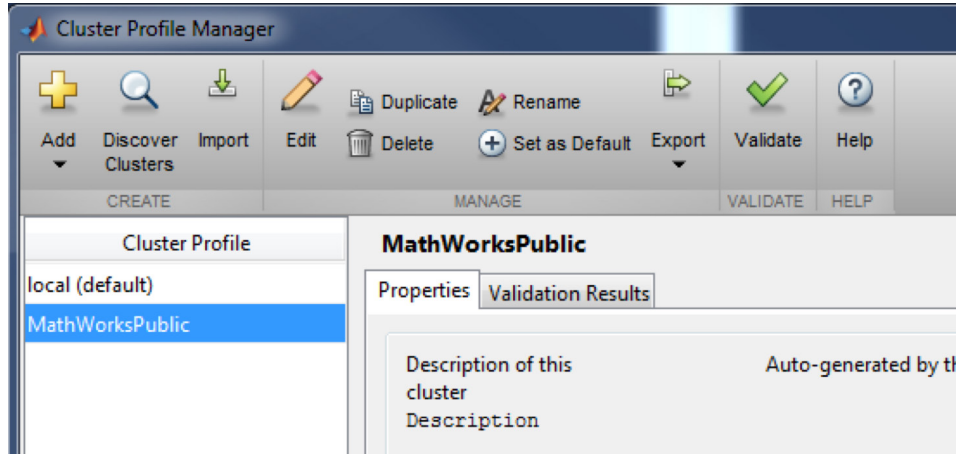 Cluster Profile Manager
Add
Discover
Clusters
Import
CREATE
Edit
Duplicate
Delete
Rename
Set as Default
Export
MANAGE
Validate
VALIDATE
Help
HELP
Cluster Profile
local (default)
MathWorksPublic
MathWorksPublic
Properties
Validation Results
Description of this
cluster
Description
Auto-generated by th